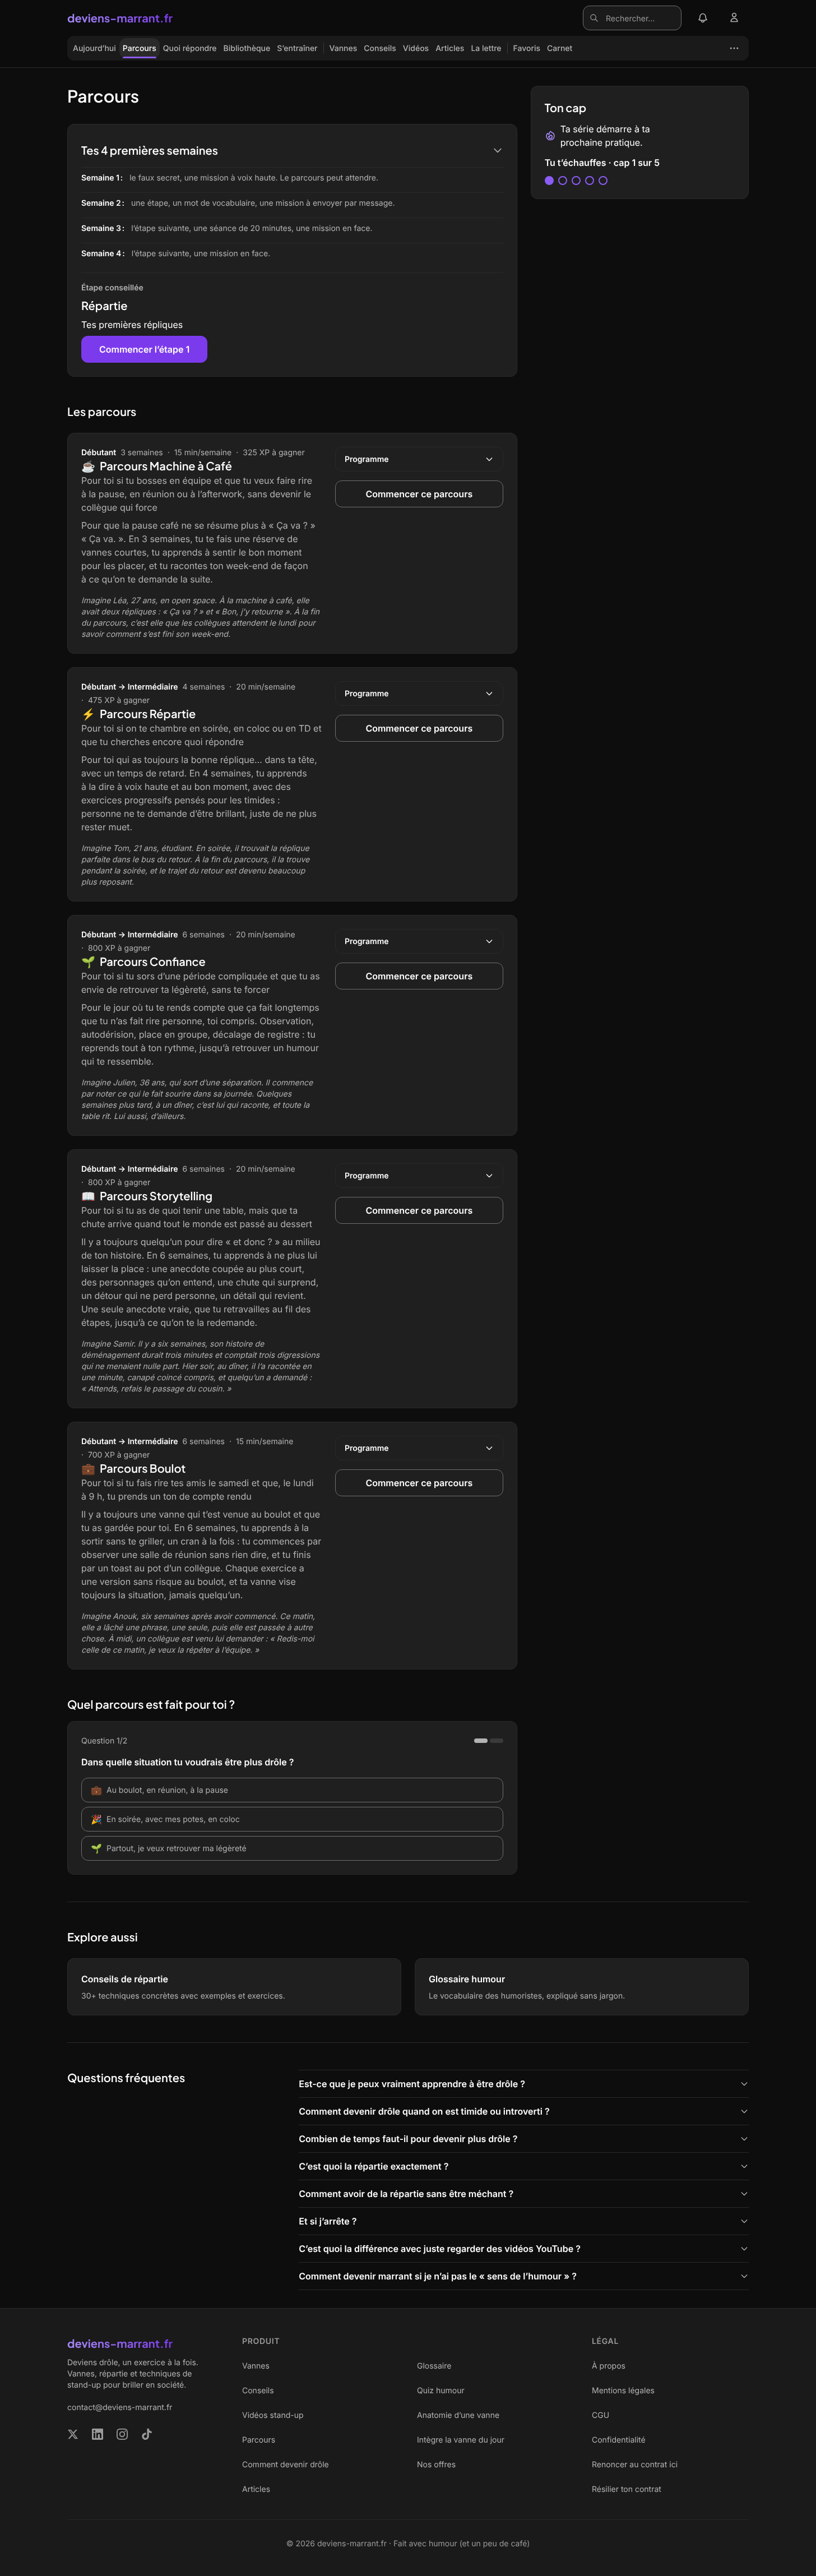 deviens-marrant.fr
Rechercher...
Aujourd'hui Parcours Quoi répondre Bibliothèque S'entraîner Vannes Conseils Vidéos Articles La lettre Favoris Carnet
Parcours
Tes 4 premières semaines
Semaine 1 : le faux secret, une mission à voix haute. Le parcours peut attendre.
Semaine 2 : une étape, un mot de vocabulaire, une mission à envoyer par message.
Semaine 3 : l'étape suivante, une séance de 20 minutes, une mission en face.
Semaine 4 : l'étape suivante, une mission en face.
Étape conseillée
Répartie
Tes premières répliques
Commencer l'étape 1
Ton cap
Ta série démarre à ta
prochaine pratique.
Tu t'échauffes · cap 1 sur 5
Les parcours
Débutant 3 semaines · 15 min/semaine · 325 XP à gagner
☕ Parcours Machine à Café
Pour toi si tu bosses en équipe et que tu veux faire rire
à la pause, en réunion ou à l'afterwork, sans devenir le
collègue qui force
Pour que la pause café ne se résume plus à « Ça va ? »
« Ça va. ». En 3 semaines, tu te fais une réserve de
vannes courtes, tu apprends à sentir le bon moment
pour les placer, et tu racontes ton week-end de façon
à ce qu'on te demande la suite.
Imagine Léa, 27 ans, en open space. À la machine à café, elle
avait deux répliques : « Ça va ? » et « Bon, j'y retourne ». À la fin
du parcours, c'est elle que les collègues attendent le lundi pour
savoir comment s'est fini son week-end.
Programme
Commencer ce parcours
Débutant → Intermédiaire 4 semaines · 20 min/semaine
· 475 XP à gagner
⚡ Parcours Répartie
Pour toi si on te chambre en soirée, en coloc ou en TD et
que tu cherches encore quoi répondre
Pour toi qui as toujours la bonne réplique… dans ta tête,
avec un temps de retard. En 4 semaines, tu apprends
à la dire à voix haute et au bon moment, avec des
exercices progressifs pensés pour les timides :
personne ne te demande d'être brillant, juste de ne plus
rester muet.
Imagine Tom, 21 ans, étudiant. En soirée, il trouvait la réplique
parfaite dans le bus du retour. À la fin du parcours, il la trouve
pendant la soirée, et le trajet du retour est devenu beaucoup
plus reposant.
Programme
Commencer ce parcours
Débutant → Intermédiaire 6 semaines · 20 min/semaine
· 800 XP à gagner
🌱 Parcours Confiance
Pour toi si tu sors d'une période compliquée et que tu as
envie de retrouver ta légèreté, sans te forcer
Pour le jour où tu te rends compte que ça fait longtemps
que tu n'as fait rire personne, toi compris. Observation,
autodérision, place en groupe, décalage de registre : tu
reprends tout à ton rythme, jusqu'à retrouver un humour
qui te ressemble.
Imagine Julien, 36 ans, qui sort d'une séparation. Il commence
par noter ce qui le fait sourire dans sa journée. Quelques
semaines plus tard, à un dîner, c'est lui qui raconte, et toute la
table rit. Lui aussi, d'ailleurs.
Programme
Commencer ce parcours
Débutant → Intermédiaire 6 semaines · 20 min/semaine
· 800 XP à gagner
📖 Parcours Storytelling
Pour toi si tu as de quoi tenir une table, mais que ta
chute arrive quand tout le monde est passé au dessert
Il y a toujours quelqu'un pour dire « et donc ? » au milieu
de ton histoire. En 6 semaines, tu apprends à ne plus lui
laisser la place : une anecdote coupée au plus court,
des personnages qu'on entend, une chute qui surprend,
un détour qui ne perd personne, un détail qui revient.
Une seule anecdote vraie, que tu retravailles au fil des
étapes, jusqu'à ce qu'on te la redemande.
Imagine Samir. Il y a six semaines, son histoire de
déménagement durait trois minutes et comptait trois digressions
qui ne menaient nulle part. Hier soir, au dîner, il l'a racontée en
une minute, canapé coincé compris, et quelqu'un a demandé :
« Attends, refais le passage du cousin. »
Programme
Commencer ce parcours
Débutant → Intermédiaire 6 semaines · 15 min/semaine
· 700 XP à gagner
💼 Parcours Boulot
Pour toi si tu fais rire tes amis le samedi et que, le lundi
à 9 h, tu prends un ton de compte rendu
Il y a toujours une vanne qui t'est venue au boulot et que
tu as gardée pour toi. En 6 semaines, tu apprends à la
sortir sans te griller, un cran à la fois : tu commences par
observer une salle de réunion sans rien dire, et tu finis
par un toast au pot d'un collègue. Chaque exercice a
une version sans risque au boulot, et ta vanne vise
toujours la situation, jamais quelqu'un.
Imagine Anouk, six semaines après avoir commencé. Ce matin,
elle a lâché une phrase, une seule, puis elle est passée à autre
chose. À midi, un collègue est venu lui demander : « Redis-moi
celle de ce matin, je veux la répéter à l'équipe. »
Programme
Commencer ce parcours
Quel parcours est fait pour toi ?
Question 1/2
Dans quelle situation tu voudrais être plus drôle ?
💼 Au boulot, en réunion, à la pause
🎉 En soirée, avec mes potes, en coloc
🌱 Partout, je veux retrouver ma légèreté
Explore aussi
Conseils de répartie
30+ techniques concrètes avec exemples et exercices.
Glossaire humour
Le vocabulaire des humoristes, expliqué sans jargon.
Questions fréquentes
Est-ce que je peux vraiment apprendre à être drôle ?
Comment devenir drôle quand on est timide ou introverti ?
Combien de temps faut-il pour devenir plus drôle ?
C'est quoi la répartie exactement ?
Comment avoir de la répartie sans être méchant ?
Et si j'arrête ?
C'est quoi la différence avec juste regarder des vidéos YouTube ?
Comment devenir marrant si je n'ai pas le « sens de l'humour » ?
deviens-marrant.fr
Deviens drôle, un exercice à la fois.
Vannes, répartie et techniques de
stand-up pour briller en société.
contact@deviens-marrant.fr
PRODUIT
Vannes
Conseils
Vidéos stand-up
Parcours
Comment devenir drôle
Articles
Glossaire
Quiz humour
Anatomie d'une vanne
Intègre la vanne du jour
Nos offres
LÉGAL
À propos
Mentions légales
CGU
Confidentialité
Renoncer au contrat ici
Résilier ton contrat
© 2026 deviens-marrant.fr · Fait avec humour (et un peu de café)